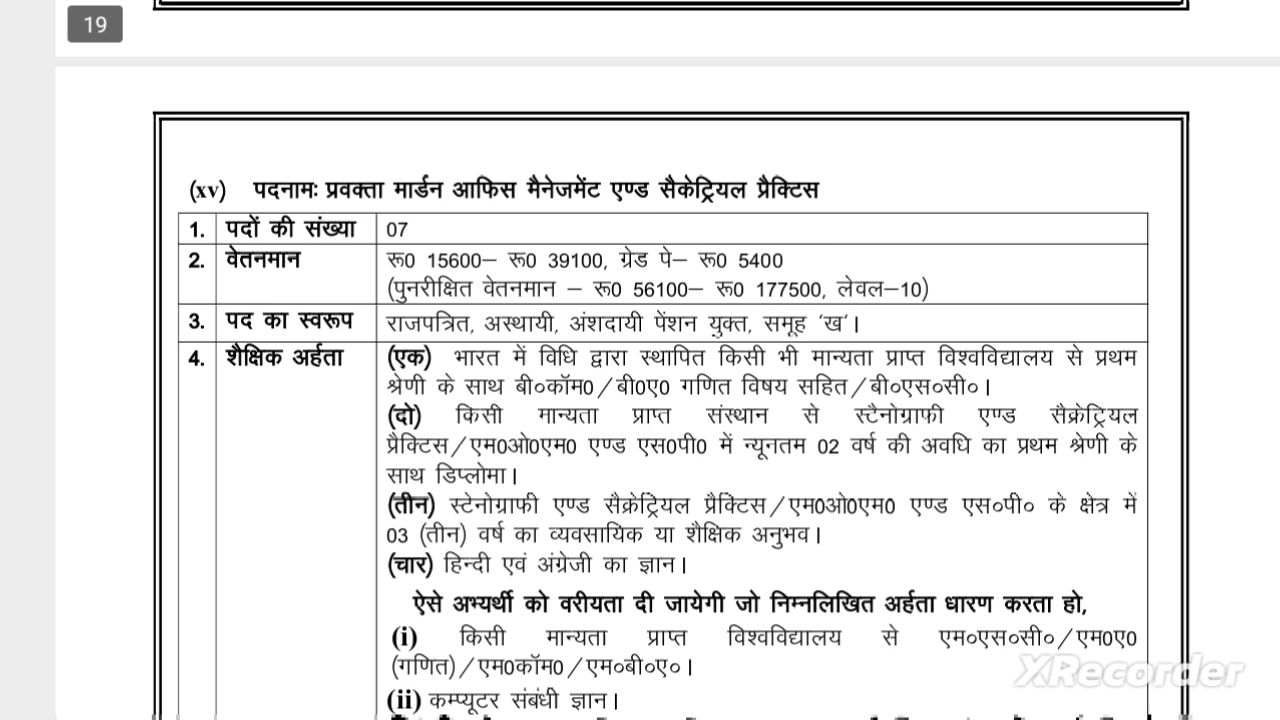 19
(xv) पदनामः प्रवक्ता मार्डन आफिस मैनेजमेंट एण्ड सैकेट्रियल प्रैक्टिस
1. पदों की संख्या 07
2. वेतनमान रू0 15600– रू0 39100, ग्रेड पे– रू0 5400
(पुनरीक्षित वेतनमान – रू0 56100– रू0 177500, लेवल–10)
3. पद का स्वरूप राजपत्रित, अस्थायी, अंशदायी पेंशन युक्त, समूह ‘ख’।
4. शैक्षिक अर्हता (एक) भारत में विधि द्वारा स्थापित किसी भी मान्यता प्राप्त विश्वविद्यालय से प्रथम
श्रेणी के साथ बी०कॉम0/बी0ए0 गणित विषय सहित/बी०एस०सी०।
(दो) किसी मान्यता प्राप्त संस्थान से स्टैनोग्राफी एण्ड सैक्रेट्रियल
प्रैक्टिस/एम0ओ0एम0 एण्ड एस0पी0 में न्यूनतम 02 वर्ष की अवधि का प्रथम श्रेणी के
साथ डिप्लोमा।
(तीन) स्टेनोग्राफी एण्ड सैक्रेट्रियल प्रैक्टिस/एम0ओ0एम0 एण्ड एस०पी० के क्षेत्र में
03 (तीन) वर्ष का व्यवसायिक या शैक्षिक अनुभव।
(चार) हिन्दी एवं अंग्रेजी का ज्ञान।
ऐसे अभ्यर्थी को वरीयता दी जायेगी जो निम्नलिखित अर्हता धारण करता हो,
(i) किसी मान्यता प्राप्त विश्वविद्यालय से एम०एस०सी०/एम0ए0
(गणित)/एम0कॉम0/एम०बी०ए०।
(ii) कम्प्यूटर संबंधी ज्ञान।
XRecorder